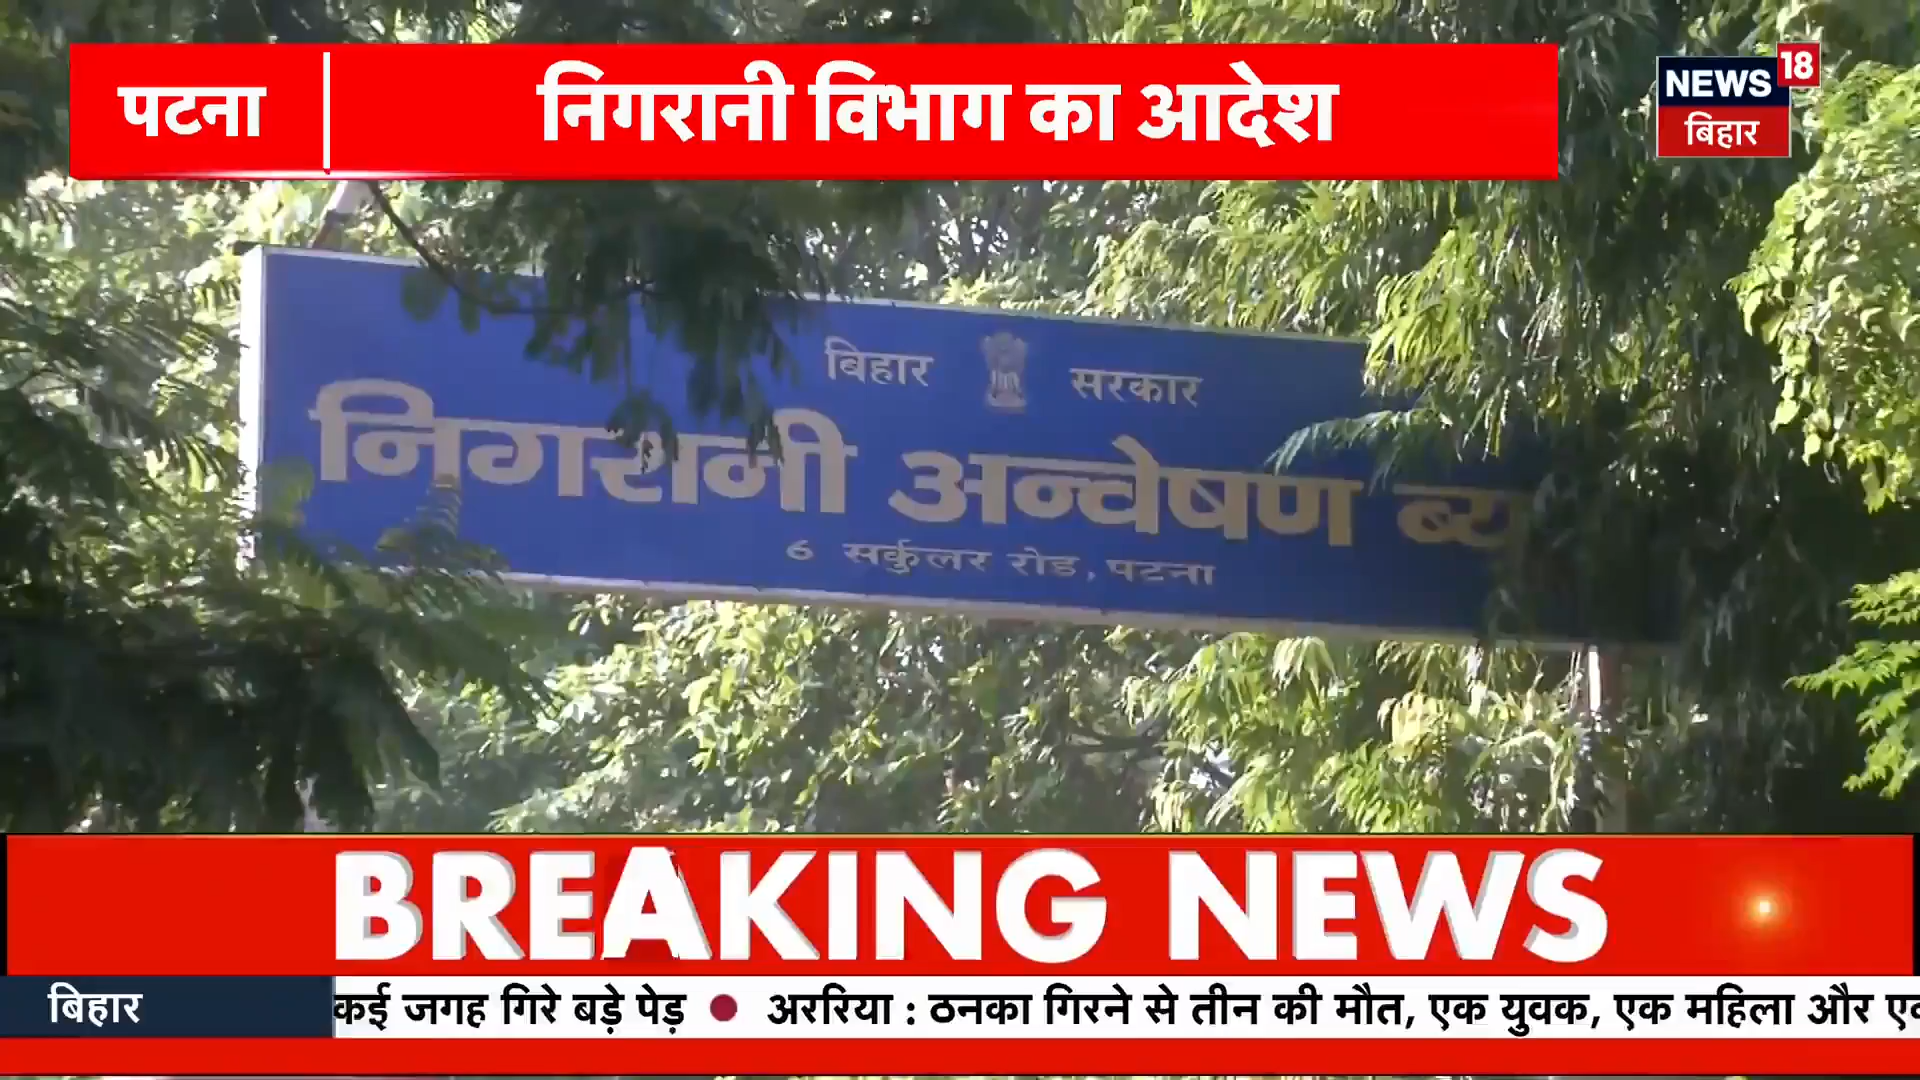 पटना
निगरानी विभाग का आदेश
NEWS 18
बिहार
बिहार सरकार
निगरानी अन्वेषण
6 सर्कुलर रोड, पटना
BREAKING NEWS
बिहार
कई जगह गिरे बड़े पेड़ ● अररिया : ठनका गिरने से तीन की मौत, एक युवक, एक महिला और